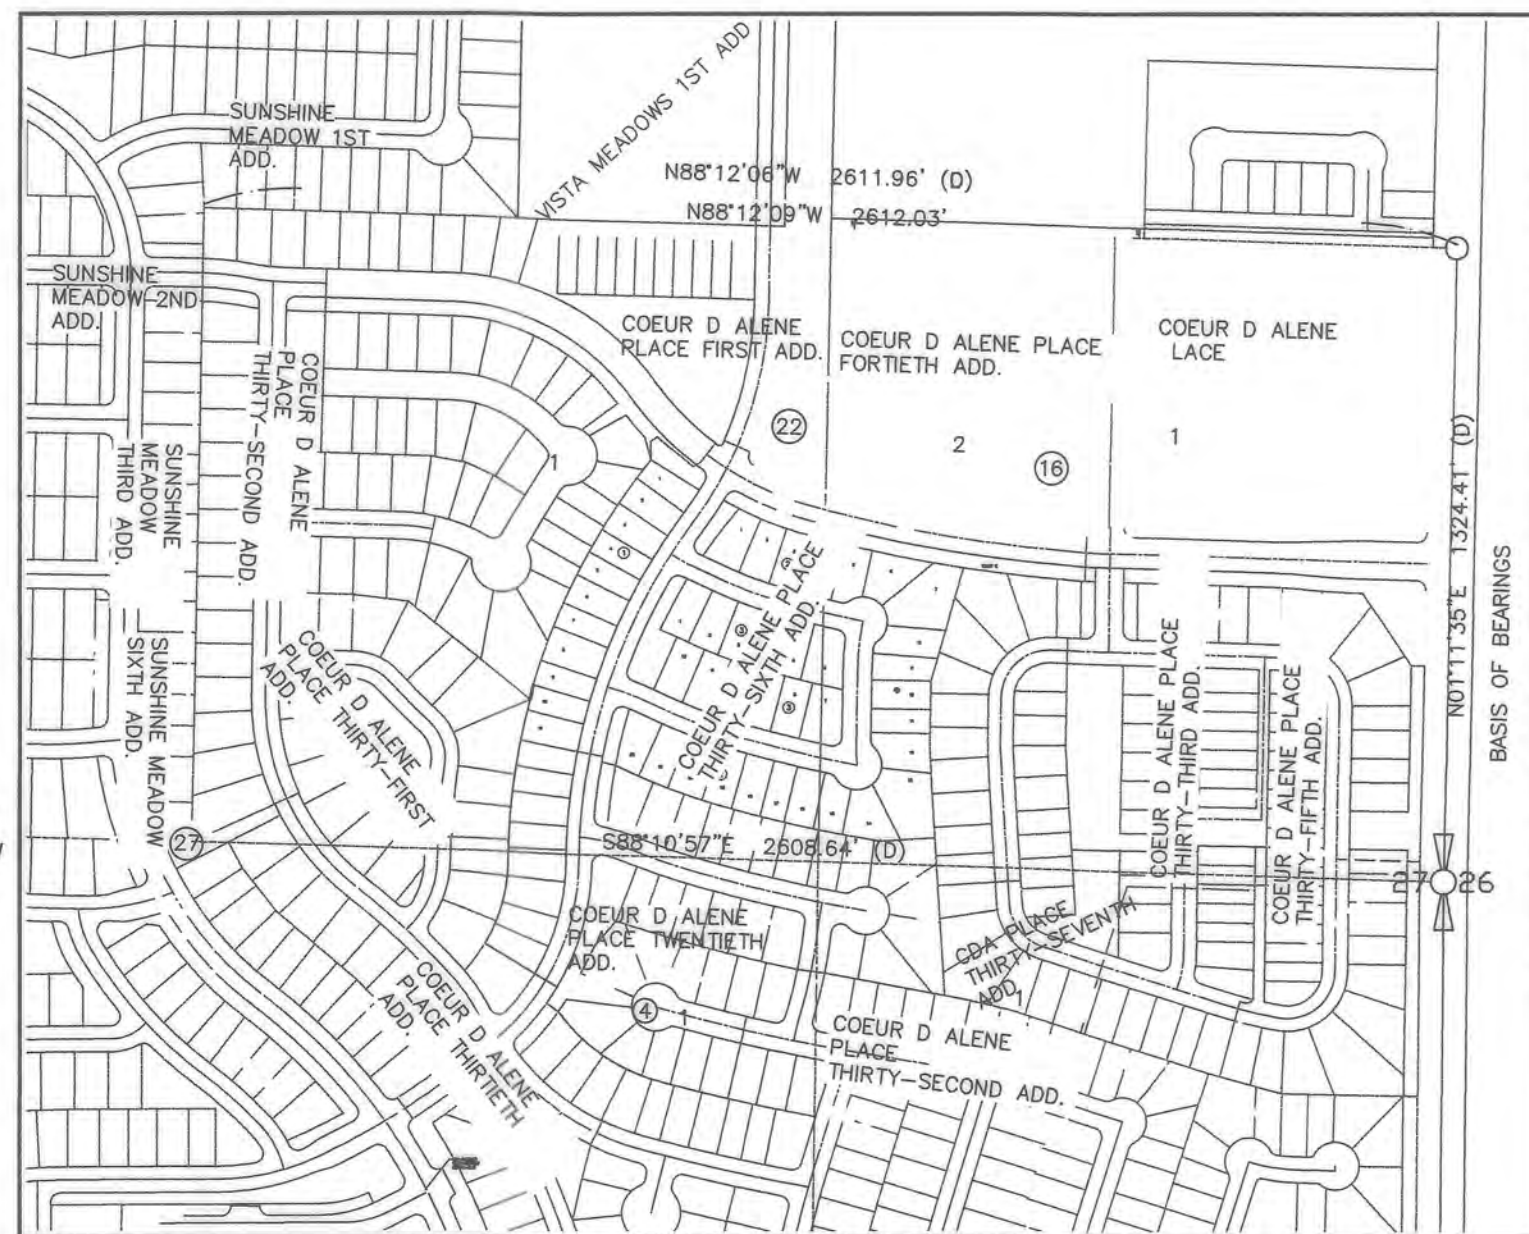 VISTA MEADOWS 1ST ADD
SUNSHINE
MEADOW 1ST
ADD.
N88°12'06"W 2611.96' (D)
N88°12'09"W 2612.03'
SUNSHINE
MEADOW 2ND
ADD.
COEUR D ALENE
PLACE FIRST ADD.
COEUR D ALENE PLACE
FORTIETH ADD.
COEUR D ALENE
LACE
COEUR D ALENE
PLACE
THIRTY-SECOND ADD.
22
2
16
1
1
N01°11'35"E 1324.41' (D)
BASIS OF BEARINGS
SUNSHINE
MEADOW
THIRD ADD.
1
3
3
COEUR D ALENE PLACE
THIRTY-SIXTH ADD.
SUNSHINE MEADOW
SIXTH ADD.
COEUR D ALENE
PLACE THIRTY-FIRST
ADD.
COEUR D ALENE PLACE
THIRTY-THIRD ADD.
COEUR D ALENE PLACE
THIRTY-FIFTH ADD.
27
S88°10'57"E 2608.64' (D)
27 26
COEUR D ALENE
PLACE TWENTIETH
ADD.
CDA PLACE
THIRTY-SEVENTH
ADD.
1
COEUR D ALENE
PLACE THIRTIETH
ADD.
4
1
COEUR D ALENE
PLACE
THIRTY-SECOND ADD.